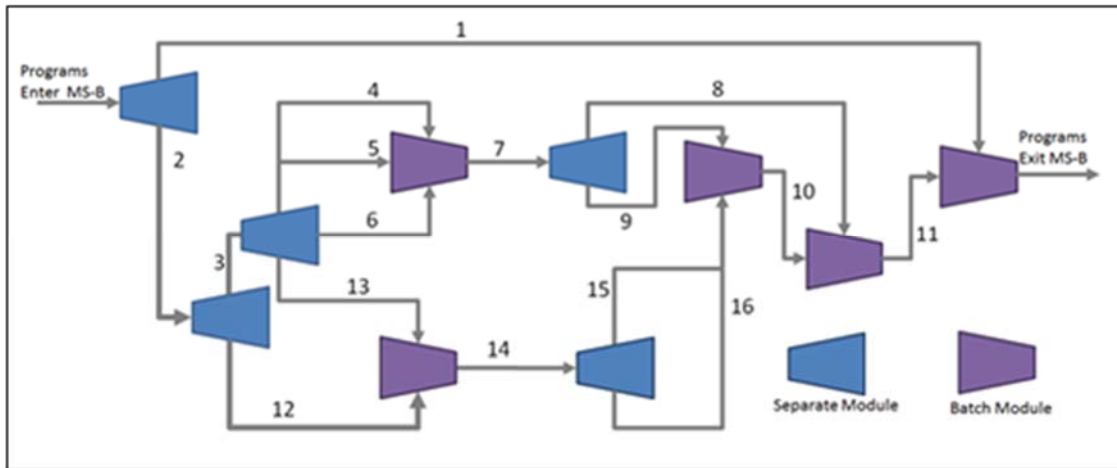 1
Programs
Enter MS-B
2
4
5
6
7
3
13
12
14
8
9
10
11
15
16
Programs
Exit MS-B
Separate Module
Batch Module